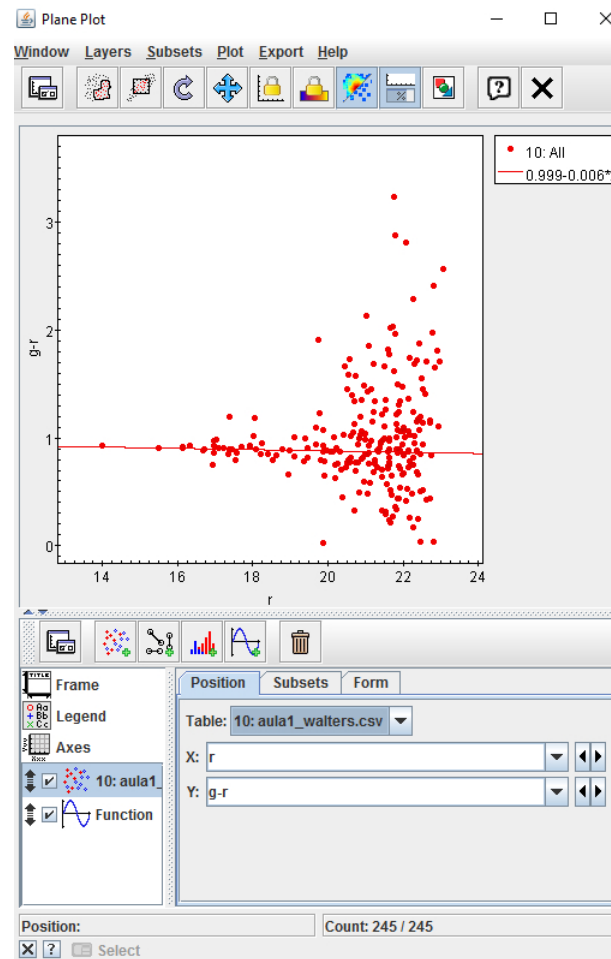 Plane Plot
Window Layers Subsets Plot Export Help
10: All
0.999-0.006*
3
2
1
0
g-r
14 16 18 20 22 24
r
Frame
Legend
Axes
10: aula1_
Function
Position Subsets Form
Table: 10: aula1_walters.csv
X: r
Y: g-r
Position: Count: 245 / 245
Select